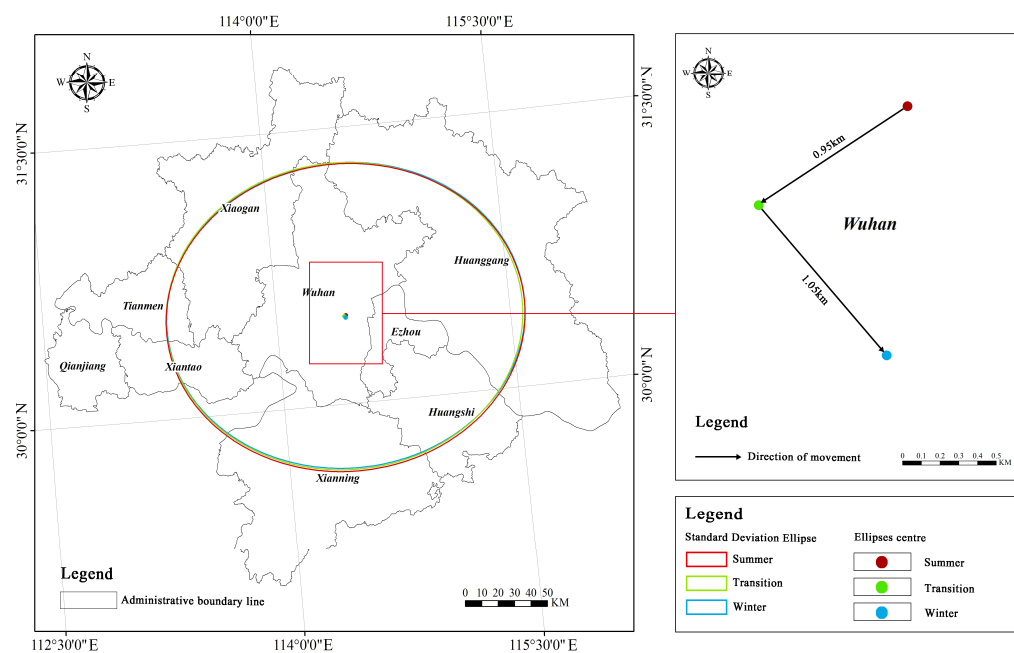 114°0'0" E
115°30'0" E
N
W
E
S
31°30'0" N
31°30'0" N
Xiaogan
Huanggang
Wuhan
Tianmen
Ezhou
Qianjiang
Xiantao
30°0'0" N
30°0'0" N
Huangshi
Xianning
Legend
Administrative boundary line
0 10 20 30 40 50
KM
112°30'0" E
114°0'0" E
115°30'0" E
N
W
E
S
0.95km
Wuhan
1.05km
Legend
Direction of movement
0 0.1 0.2 0.3 0.4 0.5
KM
Legend
Standard Deviation Ellipse
Ellipses centre
Summer
Summer
Transition
Transition
Winter
Winter